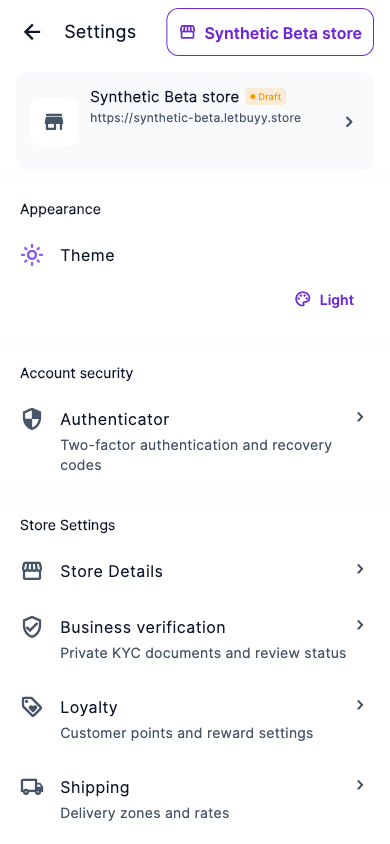 Settings
Synthetic Beta store
Synthetic Beta store
Draft
https://synthetic-beta.letbuyy.store
Appearance
Theme
Light
Account security
Authenticator
Two-factor authentication and recovery
codes
Store Settings
Store Details
Business verification
Private KYC documents and review status
Loyalty
Customer points and reward settings
Shipping
Delivery zones and rates